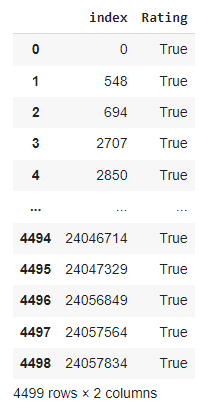 index Rating
0 0 True
1 548 True
2 694 True
3 2707 True
4 2850 True
... ... ...
4494 24046714 True
4495 24047329 True
4496 24056849 True
4497 24057564 True
4498 24057834 True
4499 rows × 2 columns